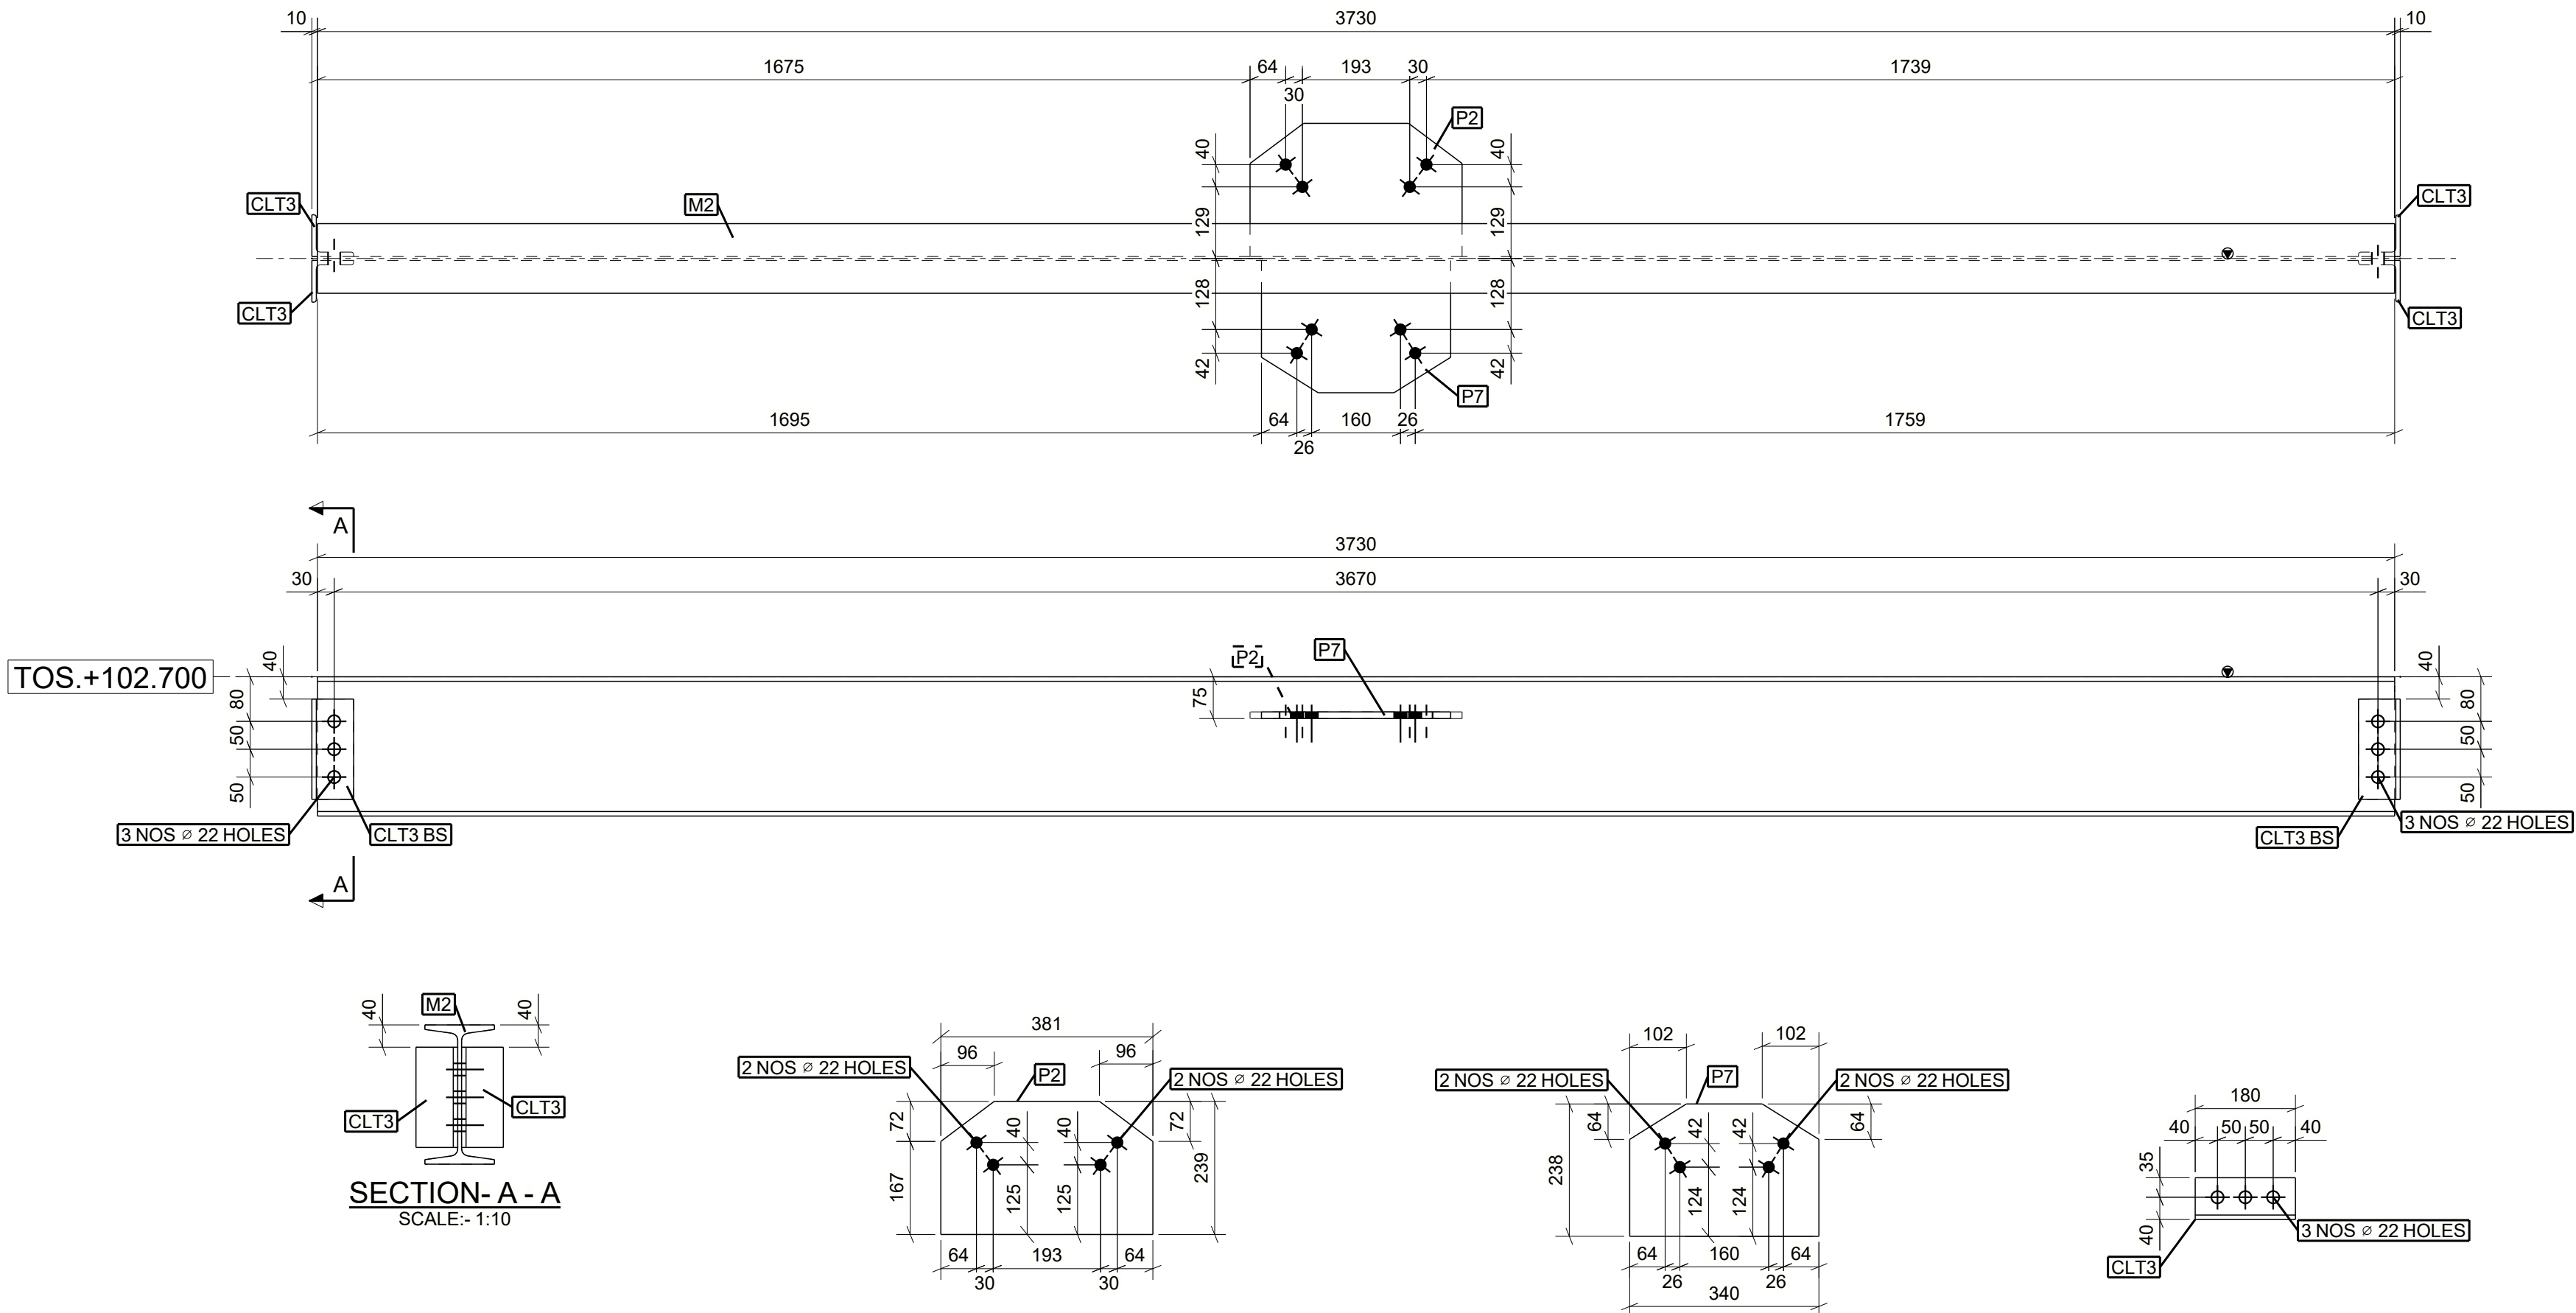 10 3730 10
1675 64 193 30 1739
30
P2
40 40
CLT3 M2 CLT3
129 129
CLT3 128 128 CLT3
42 42
P7
1695 64 160 26 1759
26
A
3730
30 3670 30
TOS.+102.700
40 P2 P7 40
80 75 80
50 50
50 50
3 NOS ⌀ 22 HOLES CLT3 BS CLT3 BS 3 NOS ⌀ 22 HOLES
A
40 M2 40
CLT3 CLT3
SECTION- A - A
SCALE:- 1:10
381
96 96
2 NOS ⌀ 22 HOLES P2 2 NOS ⌀ 22 HOLES
72 40 40 72
167 125 125 239
64 193 64
30 30
102 102
2 NOS ⌀ 22 HOLES P7 2 NOS ⌀ 22 HOLES
64 42 42 64
238 124 124
64 160 64
26 26
340
180
40 50 50 40
35
40
3 NOS ⌀ 22 HOLES
CLT3